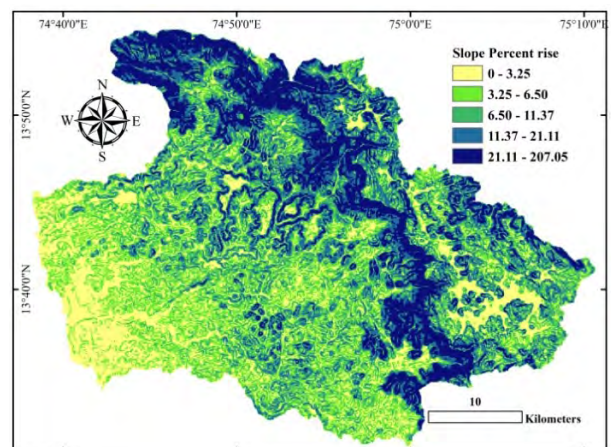 74°40'0"E
74°50'0"E
75°0'0"E
75°10'0"E
Slope Percent rise
0 - 3.25
3.25 - 6.50
6.50 - 11.37
11.37 - 21.11
21.11 - 207.05
N
W E
S
13°50'0"N
13°40'0"N
10
Kilometers